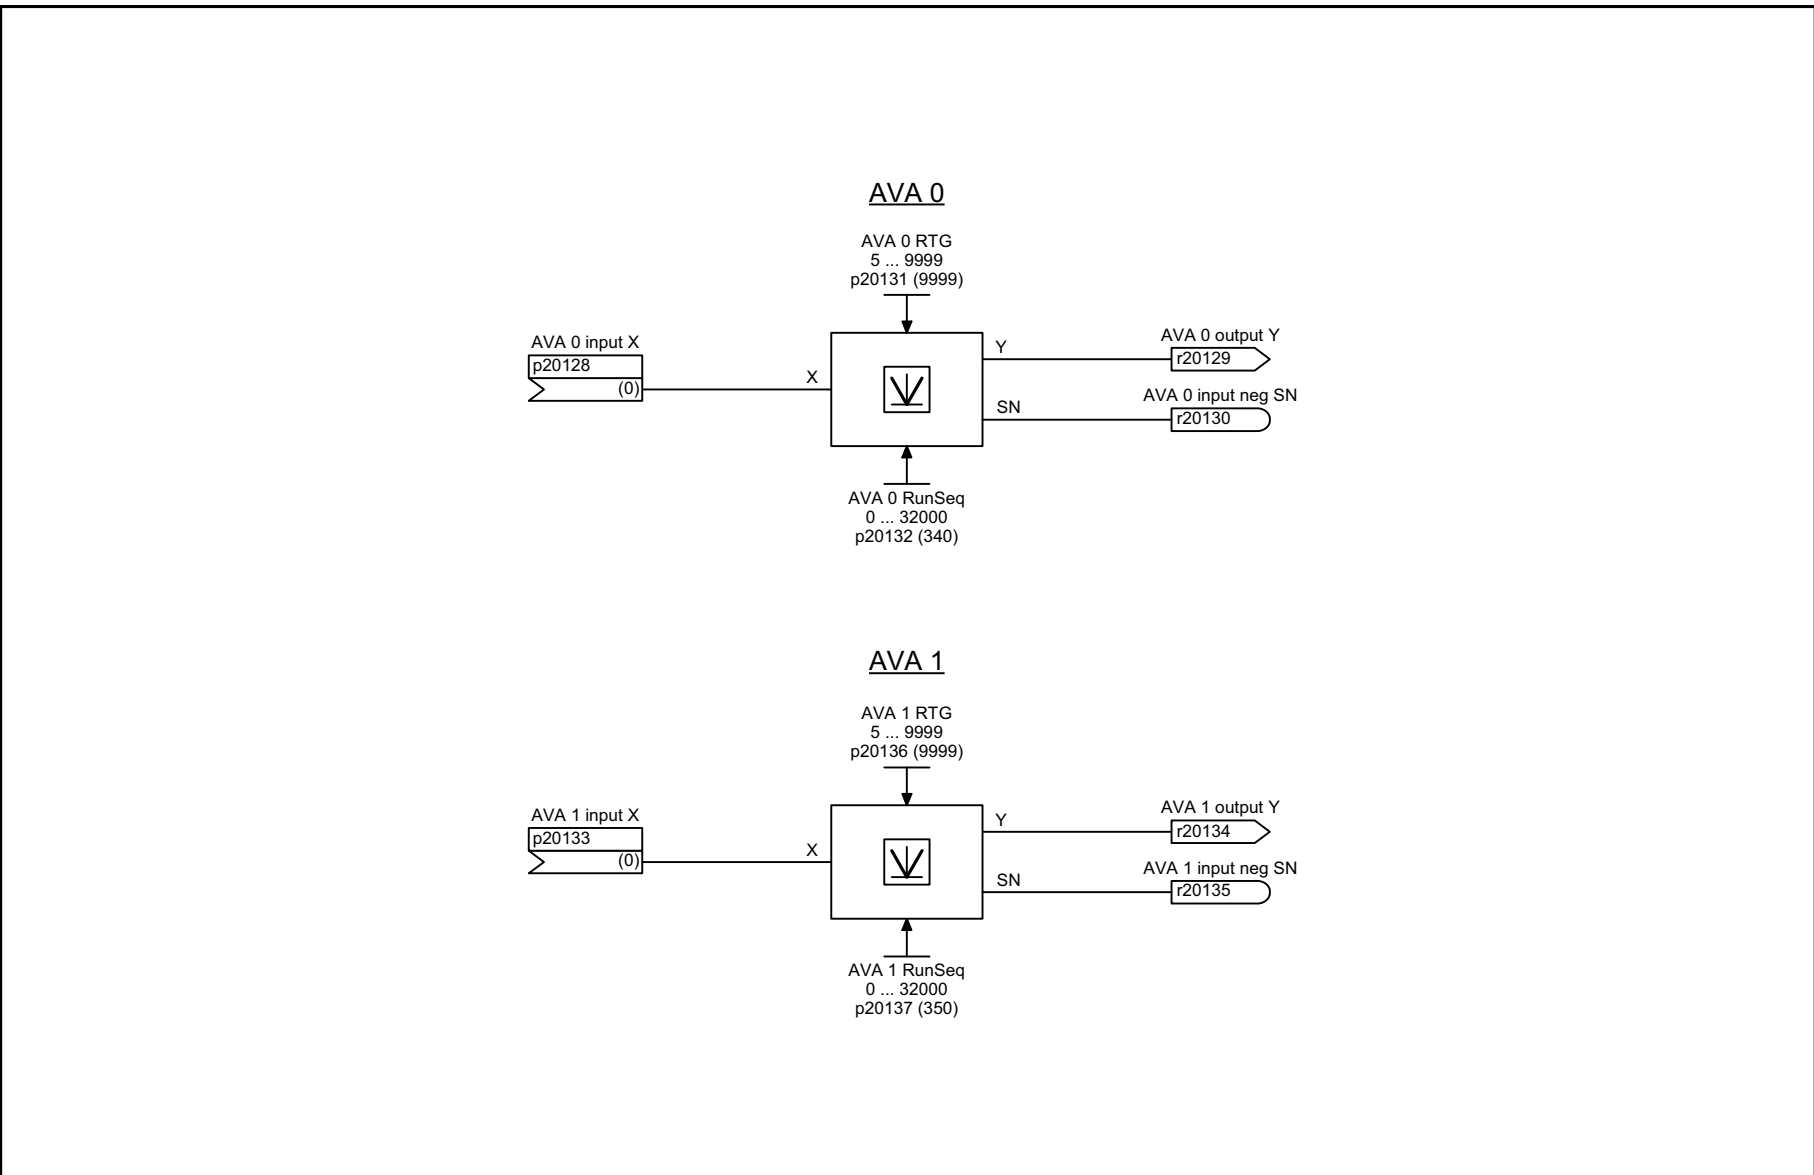 AVA 0
AVA 0 RTG
5 ... 9999
p20131 (9999)
AVA 0 input X
p20128
(0)
X
Y
AVA 0 output Y
r20129
SN
AVA 0 input neg SN
r20130
AVA 0 RunSeq
0 ... 32000
p20132 (340)
AVA 1
AVA 1 RTG
5 ... 9999
p20136 (9999)
AVA 1 input X
p20133
(0)
X
Y
AVA 1 output Y
r20134
SN
AVA 1 input neg SN
r20135
AVA 1 RunSeq
0 ... 32000
p20137 (350)